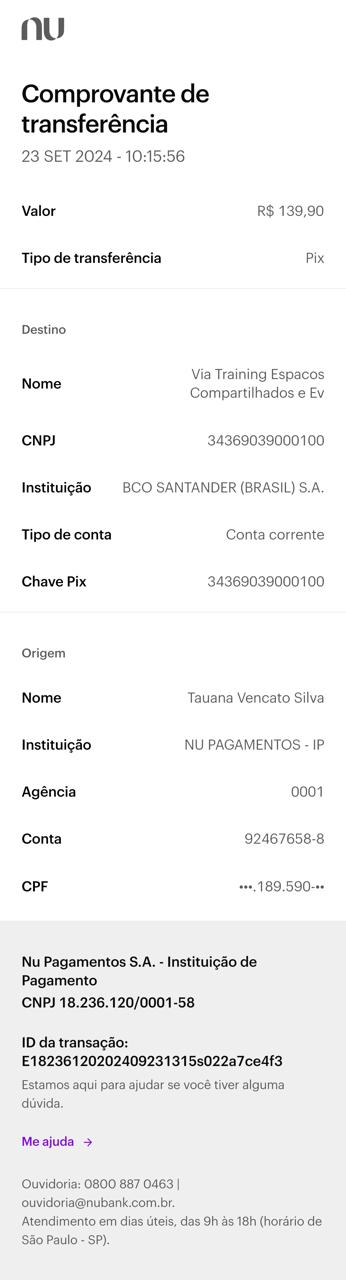 nu
Comprovante de
transferência
23 SET 2024 - 10:15:56
Valor R$ 139,90
Tipo de transferência Pix
Destino
Nome Via Training Espacos
Compartilhados e Ev
CNPJ 34369039000100
Instituição BCO SANTANDER (BRASIL) S.A.
Tipo de conta Conta corrente
Chave Pix 34369039000100
Origem
Nome Tauana Vencato Silva
Instituição NU PAGAMENTOS - IP
Agência 0001
Conta 92467658-8
CPF •••.189.590-••
Nu Pagamentos S.A. - Instituição de
Pagamento
CNPJ 18.236.120/0001-58
ID da transação:
E18236120202409231315s022a7ce4f3
Estamos aqui para ajudar se você tiver alguma
dúvida.
Me ajuda →
Ouvidoria: 0800 887 0463 |
ouvidoria@nubank.com.br.
Atendimento em dias úteis, das 9h às 18h (horário de
São Paulo - SP).